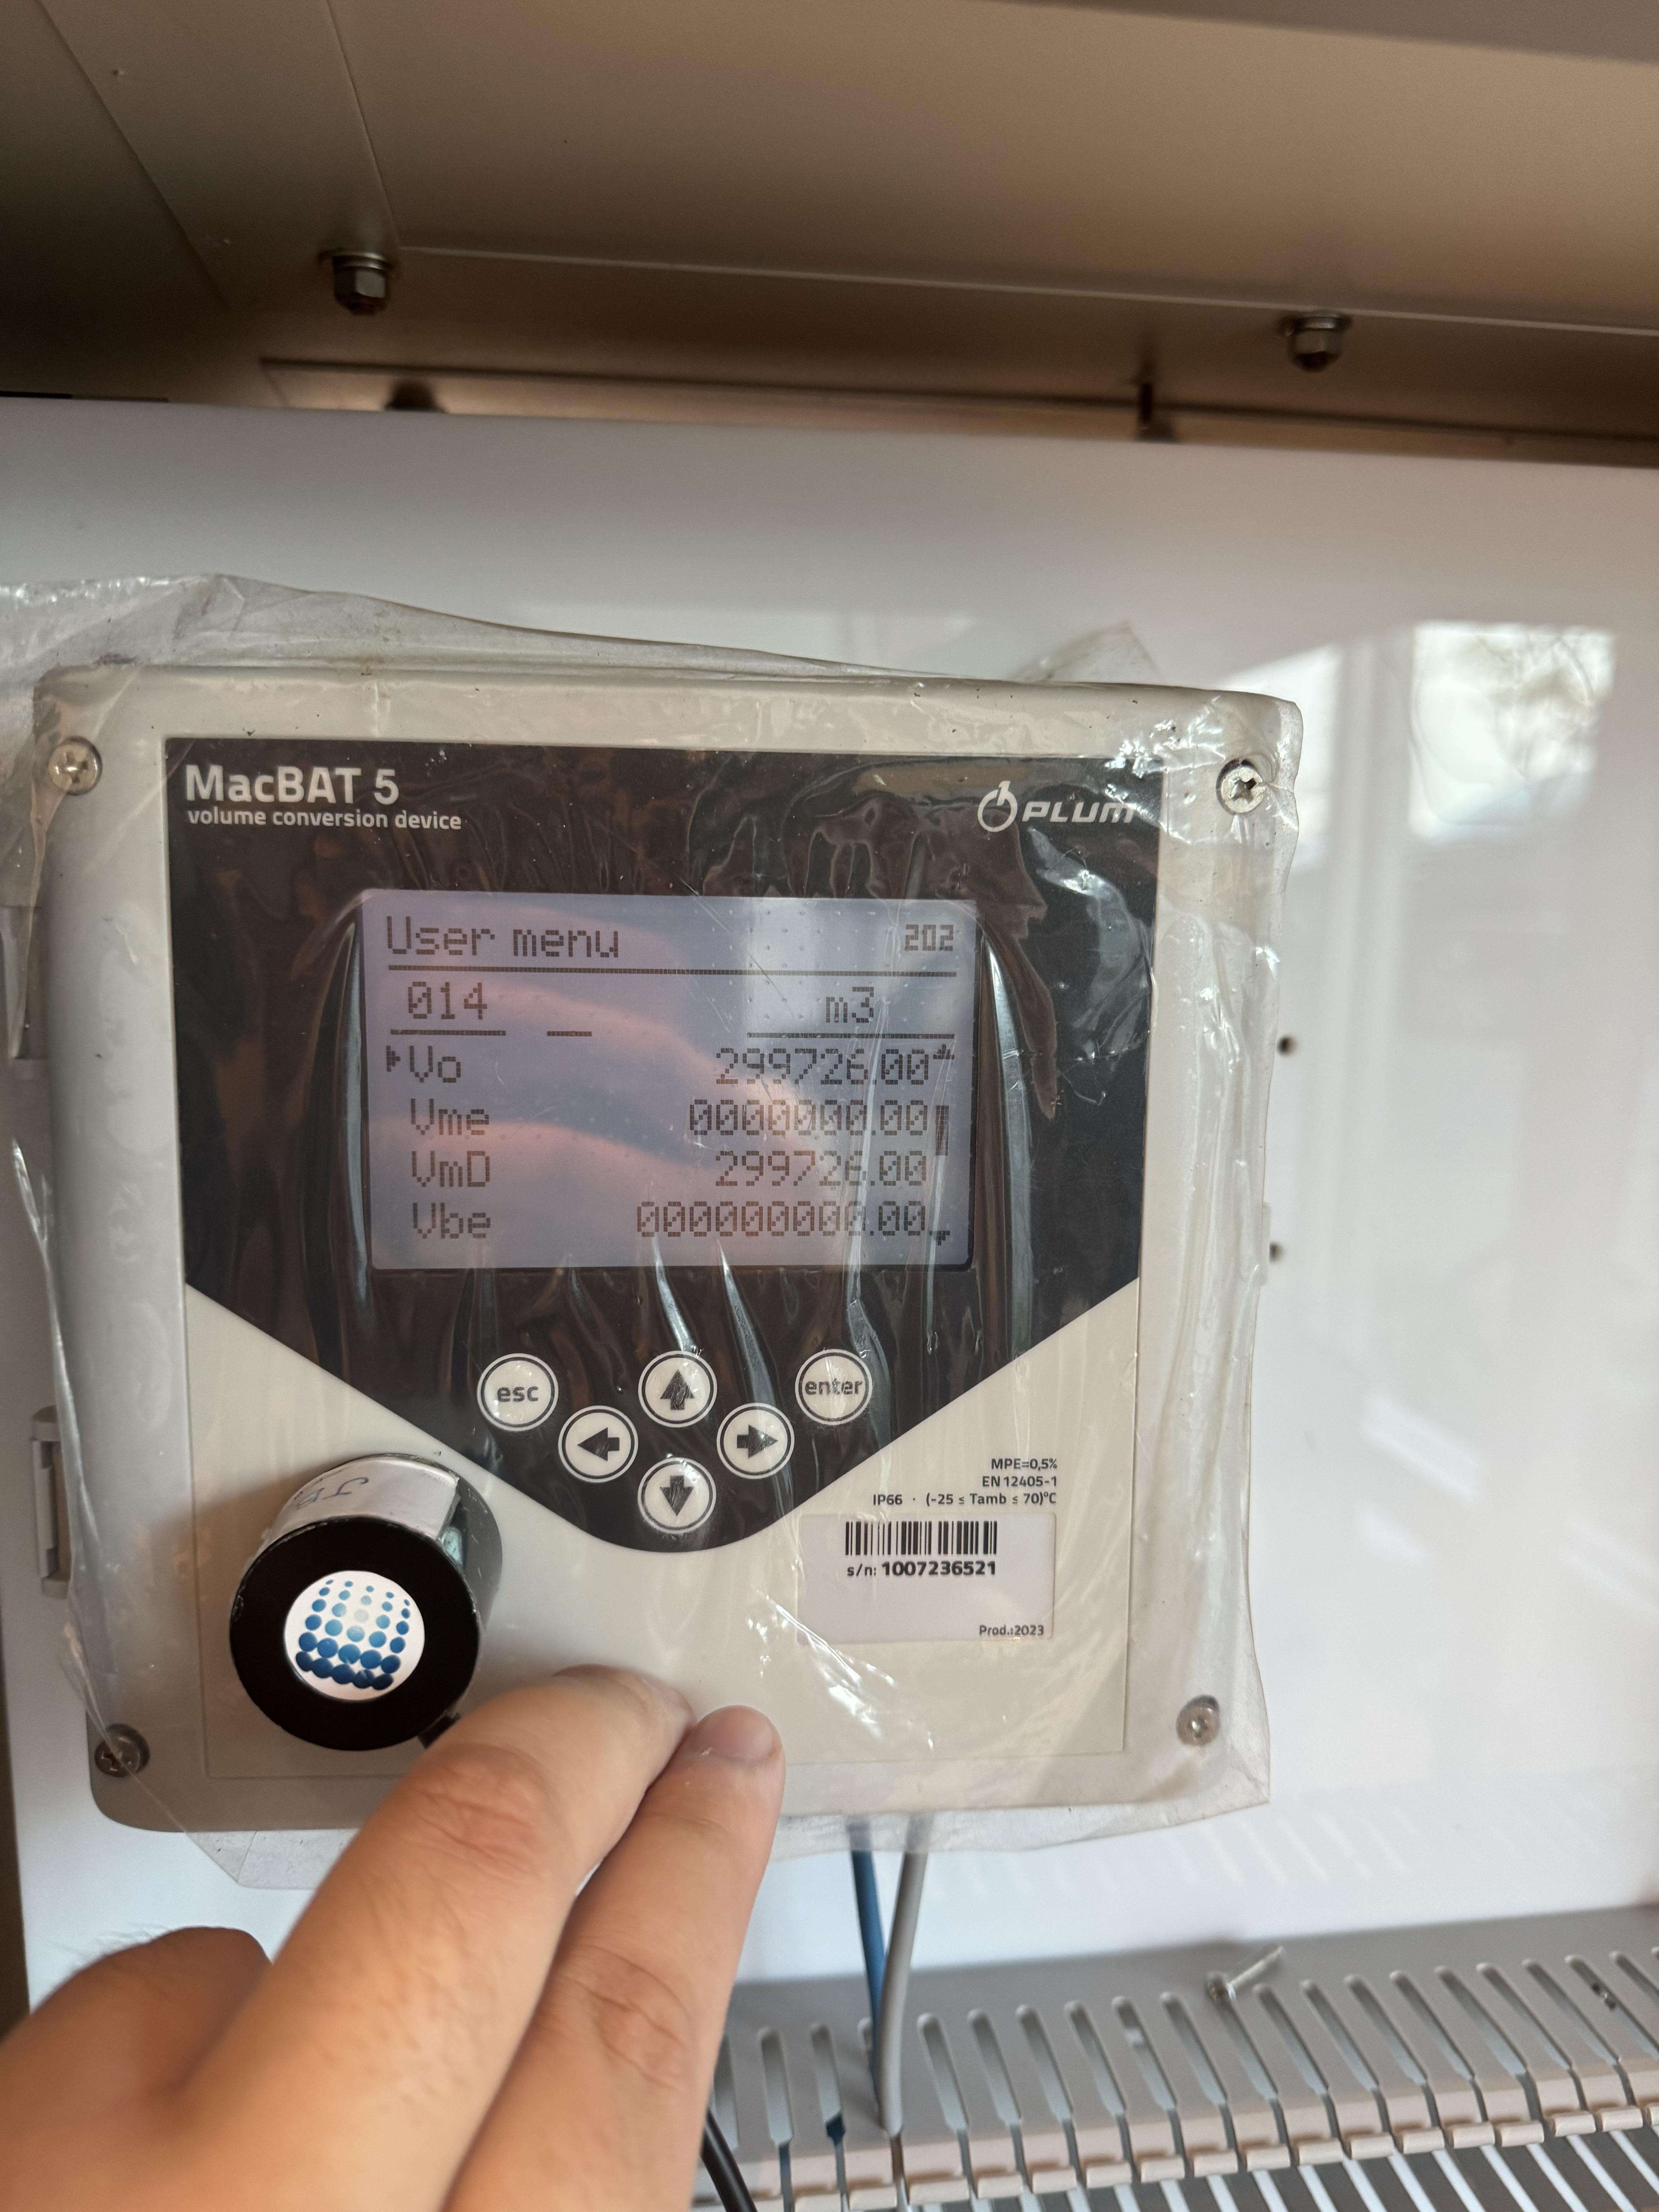 MacBAT 5
volume conversion device
PLUM
User menu 202
014 m3
Vo 299726.00
Vme 0000000.00
VmD 299726.00
Vbe 000000000.00
esc
enter
MPE=0,5%
EN 12405-1
IP66 · (-25 ≤ Tamb ≤ 70)°C
s/n: 1007236521
Prod.:2023